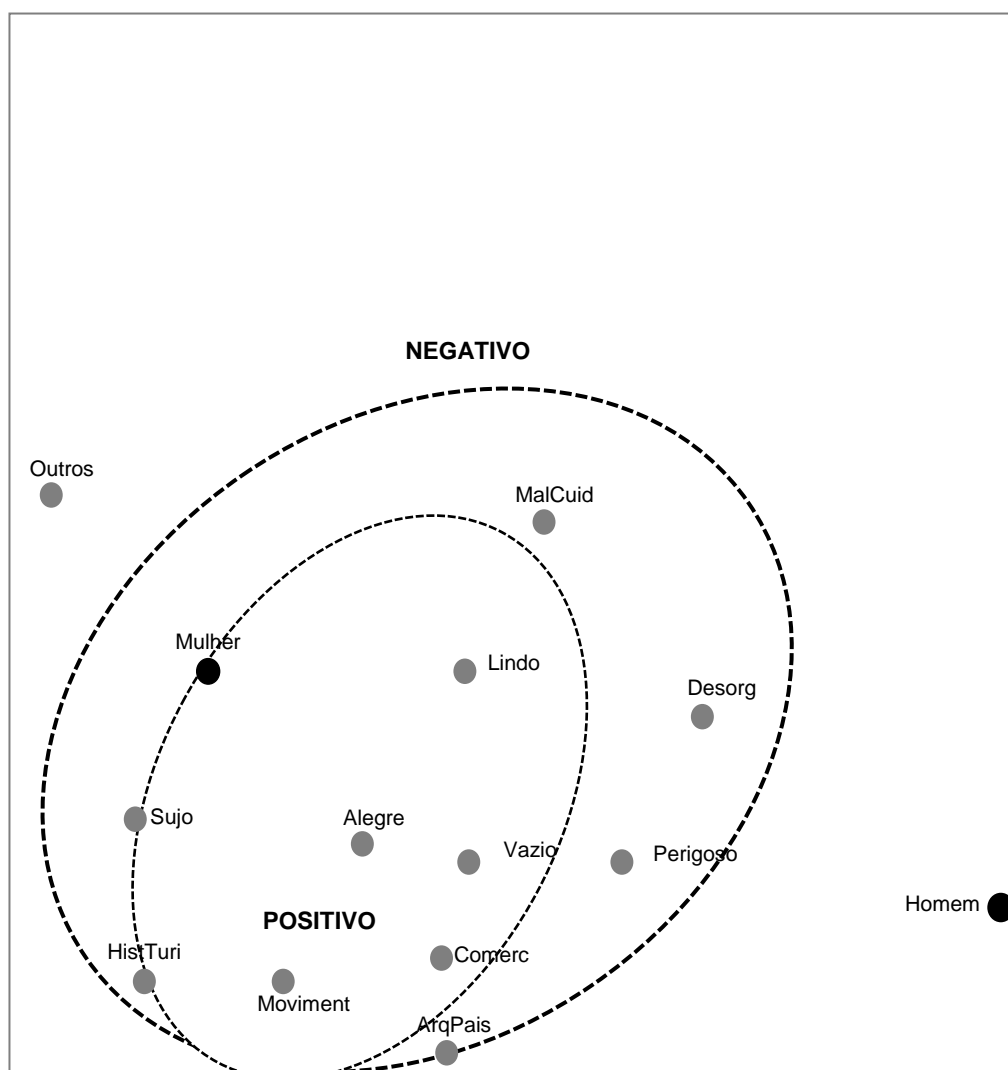 NEGATIVO
Outros
MalCuid
Mulher
Lindo
Desorg
Sujo
Alegre
Vazio
Perigoso
Homem
POSITIVO
HistTuri
Comerc
Moviment
ArqPais